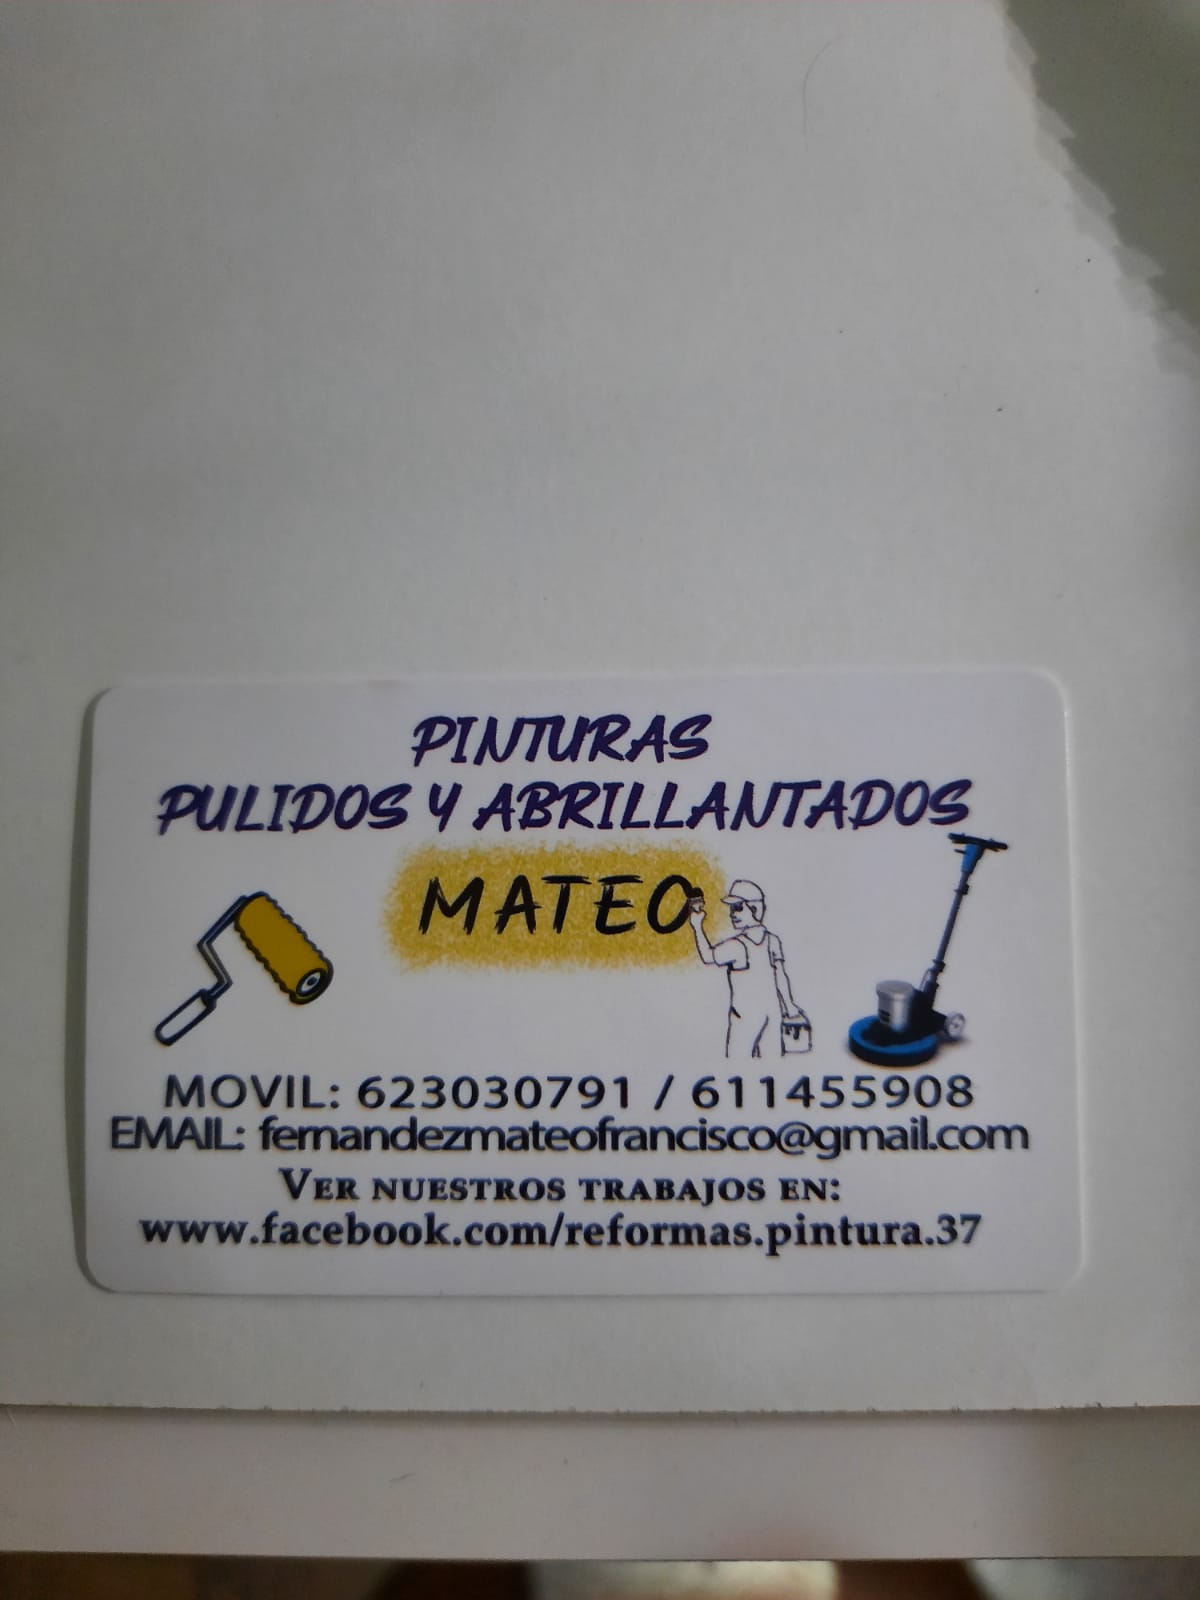 PINTURAS
PULIDOS Y ABRILLANTADOS
MATEO
MOVIL: 623030791 / 611455908
EMAIL: fernandezmateofrancisco@gmail.com
VER NUESTROS TRABAJOS EN:
www.facebook.com/reformas.pintura.37